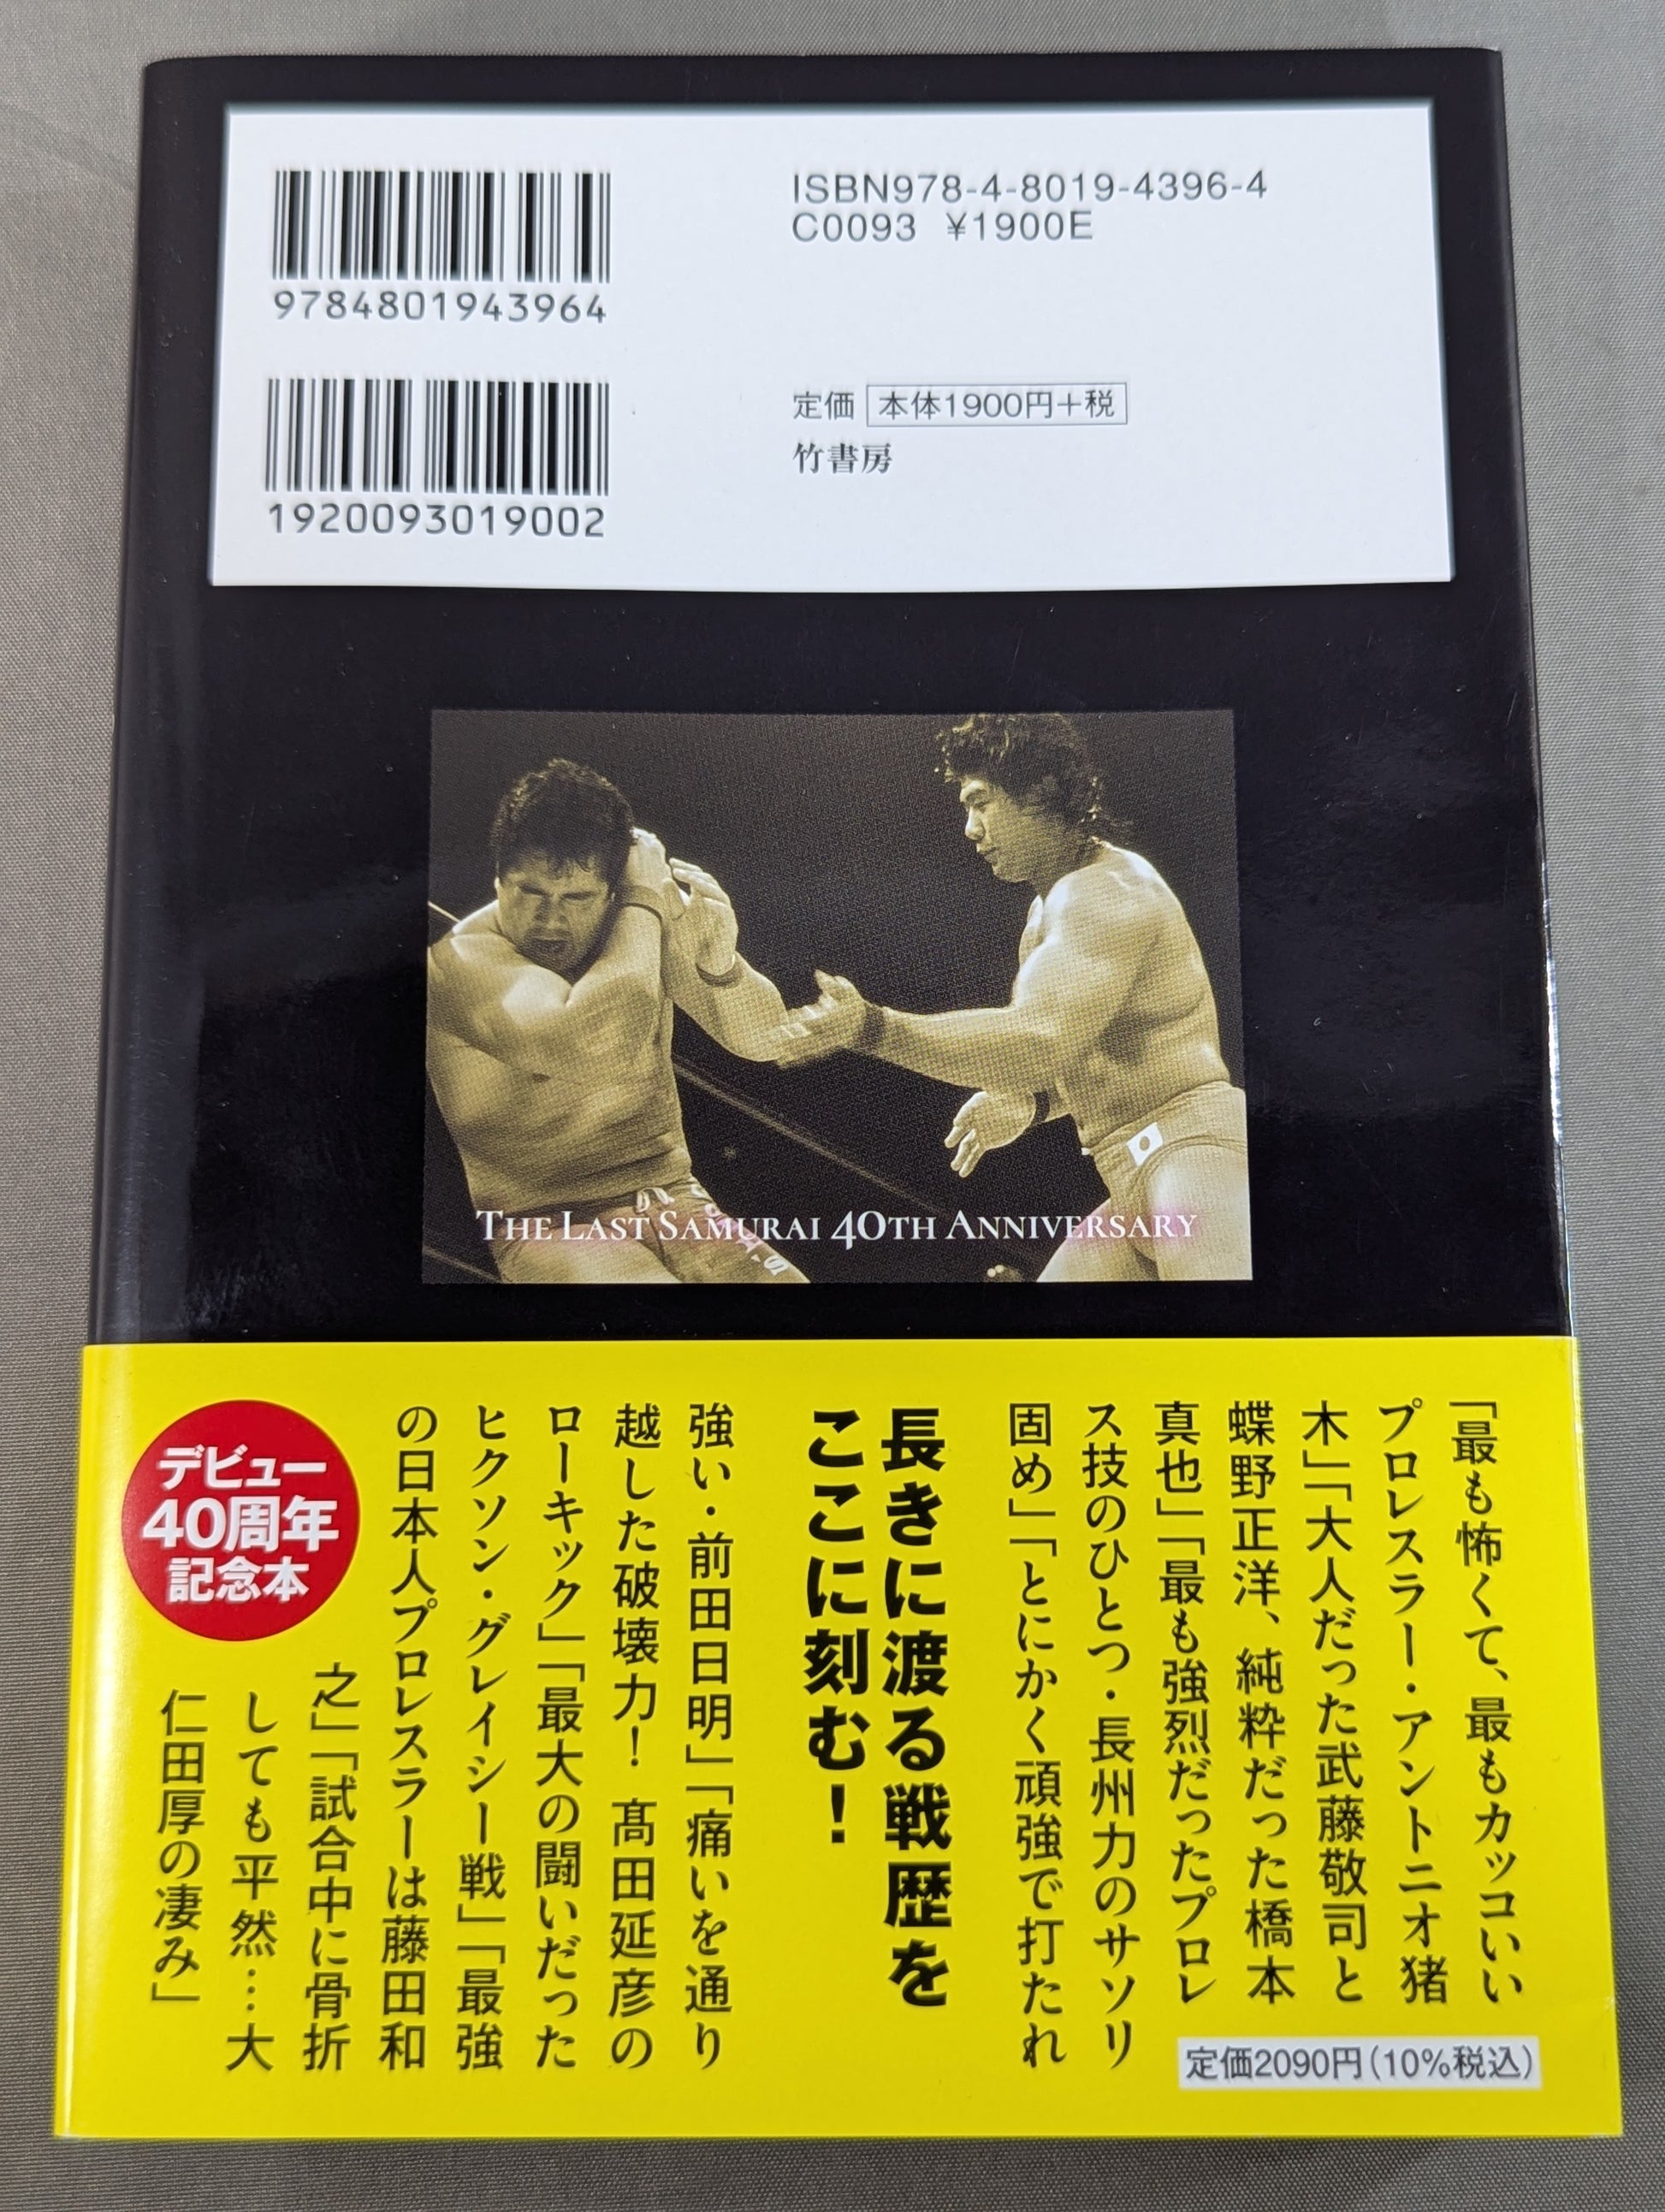 ISBN978-4-8019-4396-4
C0093 ¥1900E
9784801943964
1920093019002
定価 本体1900円+税
竹書房
THE LAST SAMURAI 40TH ANNIVERSARY
「最も怖くて、最もカッコいい
プロレスラー・アントニオ猪
木」「大人だった武藤敬司と
蝶野正洋、純粋だった橋本
真也」「最も強烈だったプロレ
ス技のひとつ・長州力のサソリ
固め」「とにかく頑強で打たれ
長きに渡る戦歴を
ここに刻む!
強い・前田日明」「痛いを通り
越した破壊力! 髙田延彦の
ローキック」「最大の闘いだった
ヒクソン・グレイシー戦」「最強
の日本人プロレスラーは藤田和
之」「試合中に骨折
しても平然…大
仁田厚の凄み」
デビュー
40周年
記念本
定価2090円(10%税込)